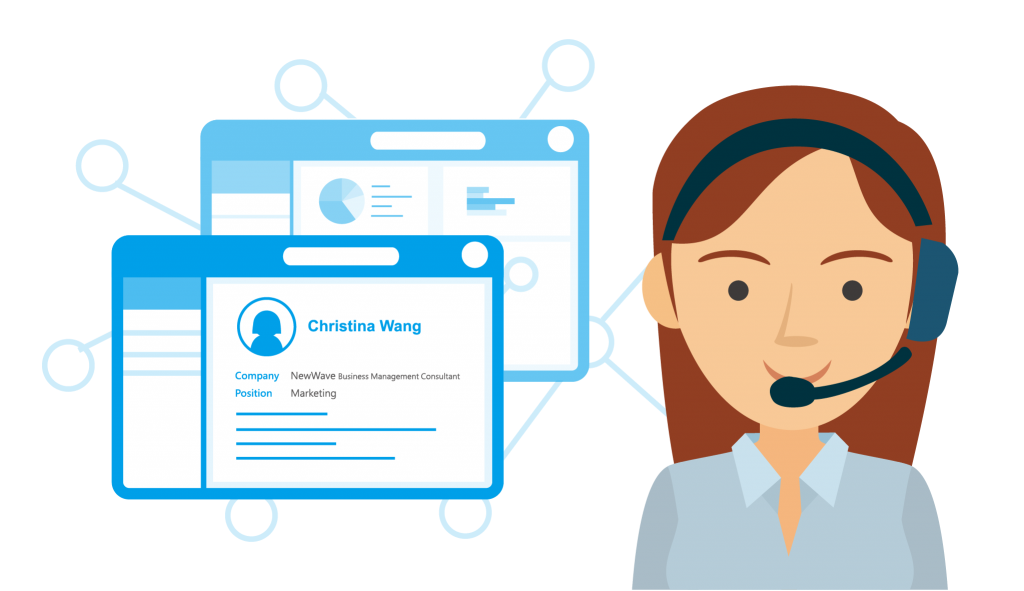 Christina Wang
Company NewWave Business Management Consultant
Position Marketing